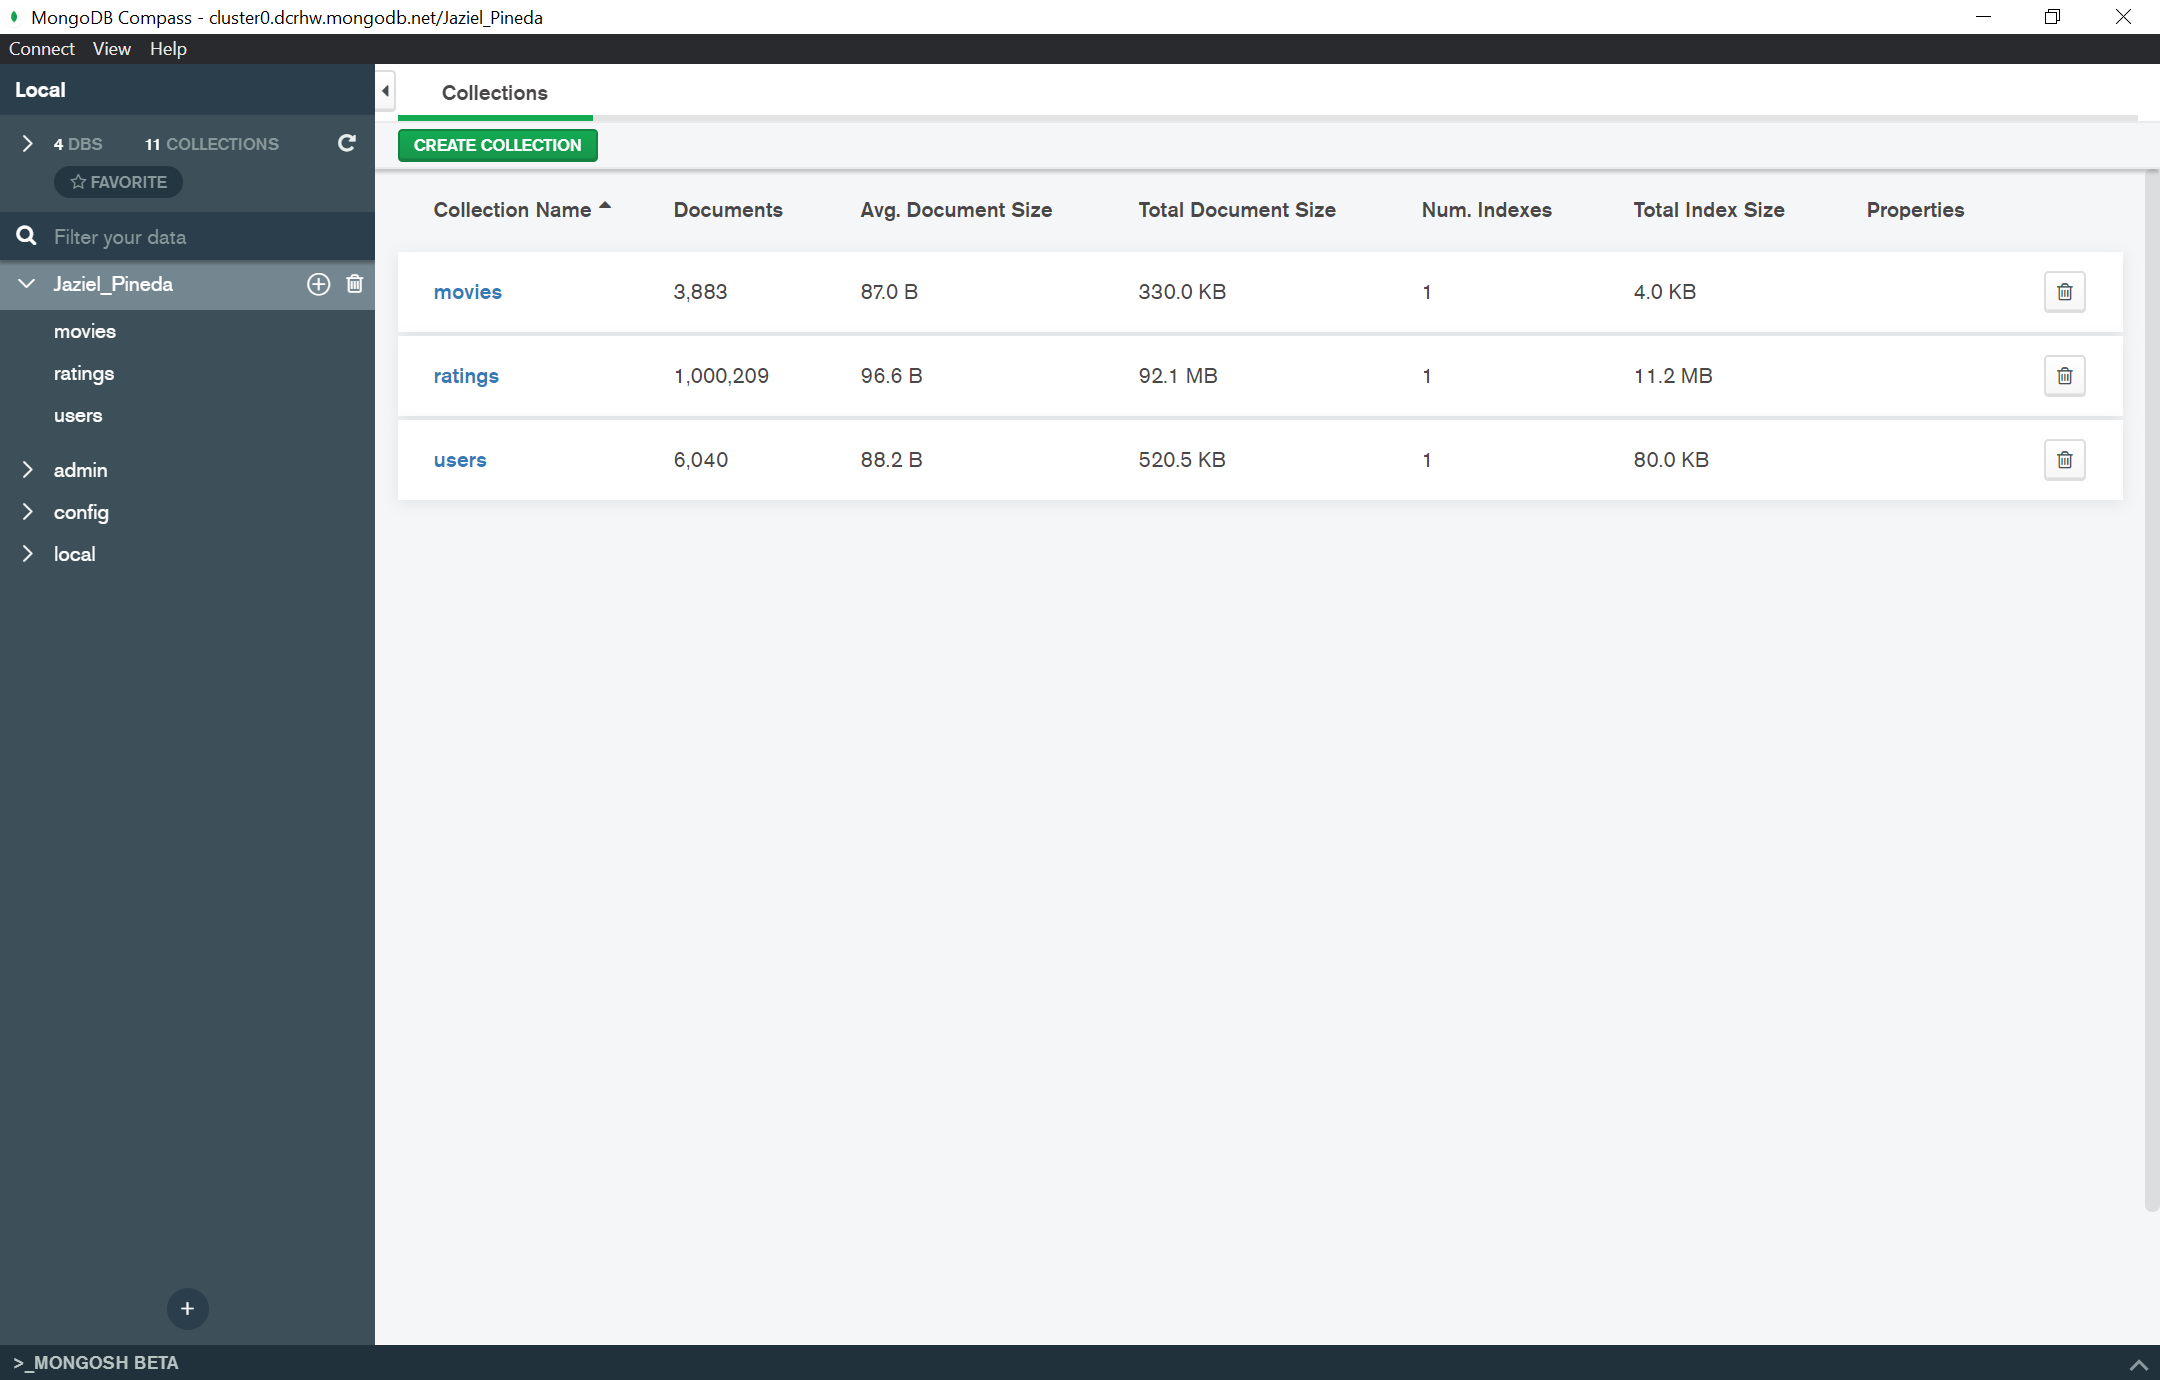 MongoDB Compass - cluster0.dcrhw.mongodb.net/Jaziel_Pineda
Connect View Help
Local
4 DBS 11 COLLECTIONS
FAVORITE
Filter your data
Jaziel_Pineda
movies
ratings
users
admin
config
local
Collections
CREATE COLLECTION
Collection Name Documents Avg. Document Size Total Document Size Num. Indexes Total Index Size Properties
movies 3,883 87.0 B 330.0 KB 1 4.0 KB
ratings 1,000,209 96.6 B 92.1 MB 1 11.2 MB
users 6,040 88.2 B 520.5 KB 1 80.0 KB
>_MONGOSH BETA